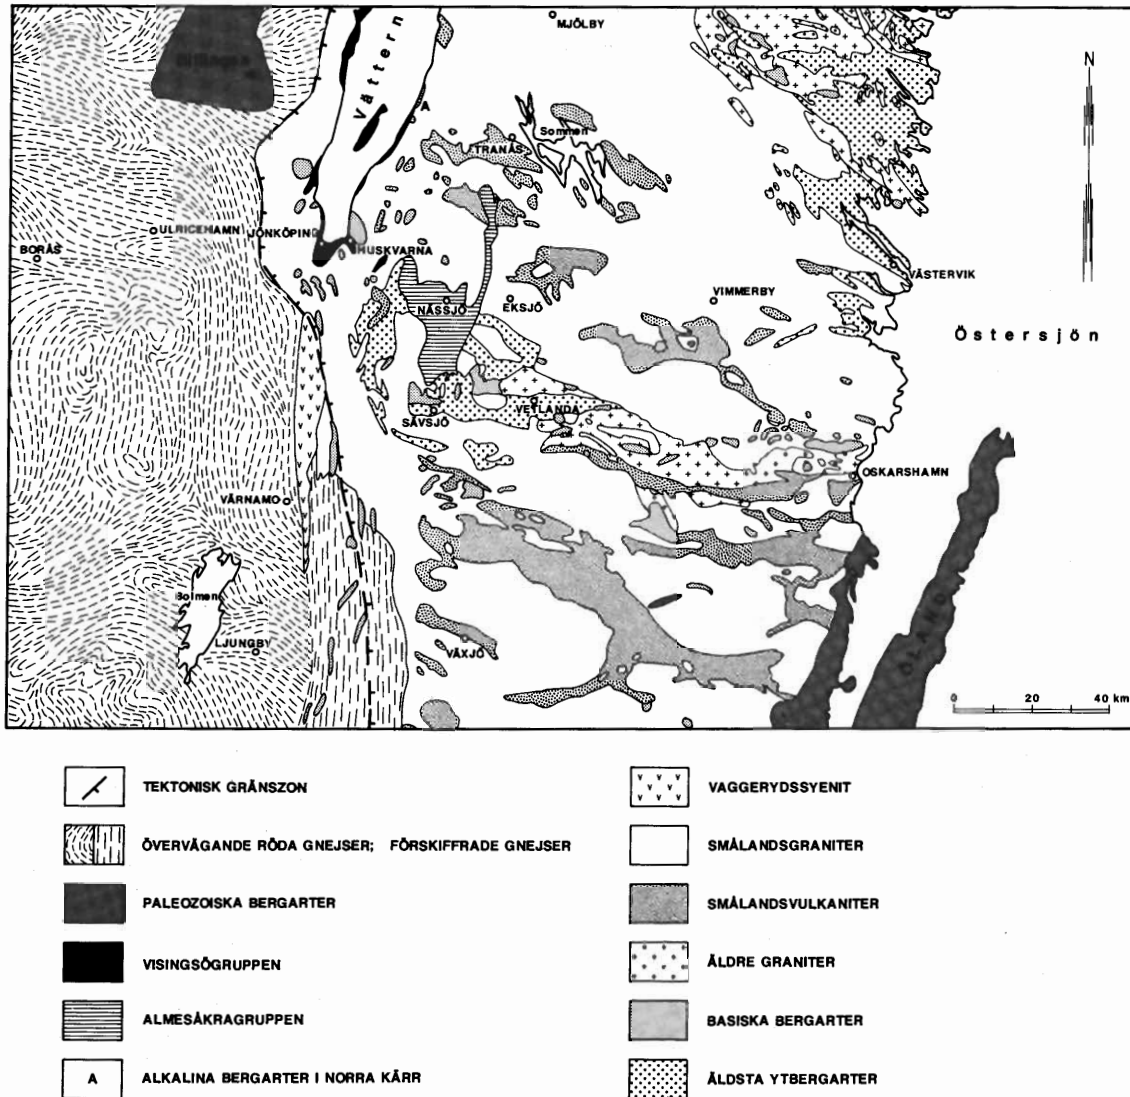 MJÖLBY
Vättern
N
A
Sommen
TRANÅS
ULRICEHAMN
JÖNKÖPING
BORÅS
HUSKVARNA
VÄSTERVIK
VIMMERBY
NÄSSJÖ
EKSJÖ
Östersjön
VETLANDA
SÄVSJÖ
OSKARSHAMN
VÄRNAMO
Bolmen
ÖLAND
LJUNGBY
VÄXJÖ
0 20 40 km
TEKTONISK GRÄNSZON
ÖVERVÄGANDE RÖDA GNEJSER; FÖRSKIFFRADE GNEJSER
PALEOZOISKA BERGARTER
VISINGSÖGRUPPEN
ALMESÅKRAGRUPPEN
A ALKALINA BERGARTER I NORRA KÄRR
VAGGERYDSSYENIT
SMÅLANDSGRANITER
SMÅLANDSVULKANITER
ÄLDRE GRANITER
BASISKA BERGARTER
ÄLDSTA YTBERGARTER